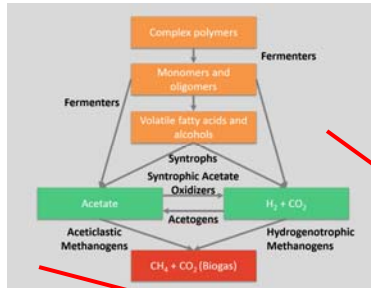 Complex polymers
Fermenters
Monomers and
oligomers
Fermenters
Volatile fatty acids and
alcohols
Syntrophs
Syntrophic Acetate
Oxidizers
Acetate
H₂ + CO₂
Acetogens
Aceticlastic
Methanogens
Hydrogenotrophic
Methanogens
CH₄ + CO₂ (Biogas)